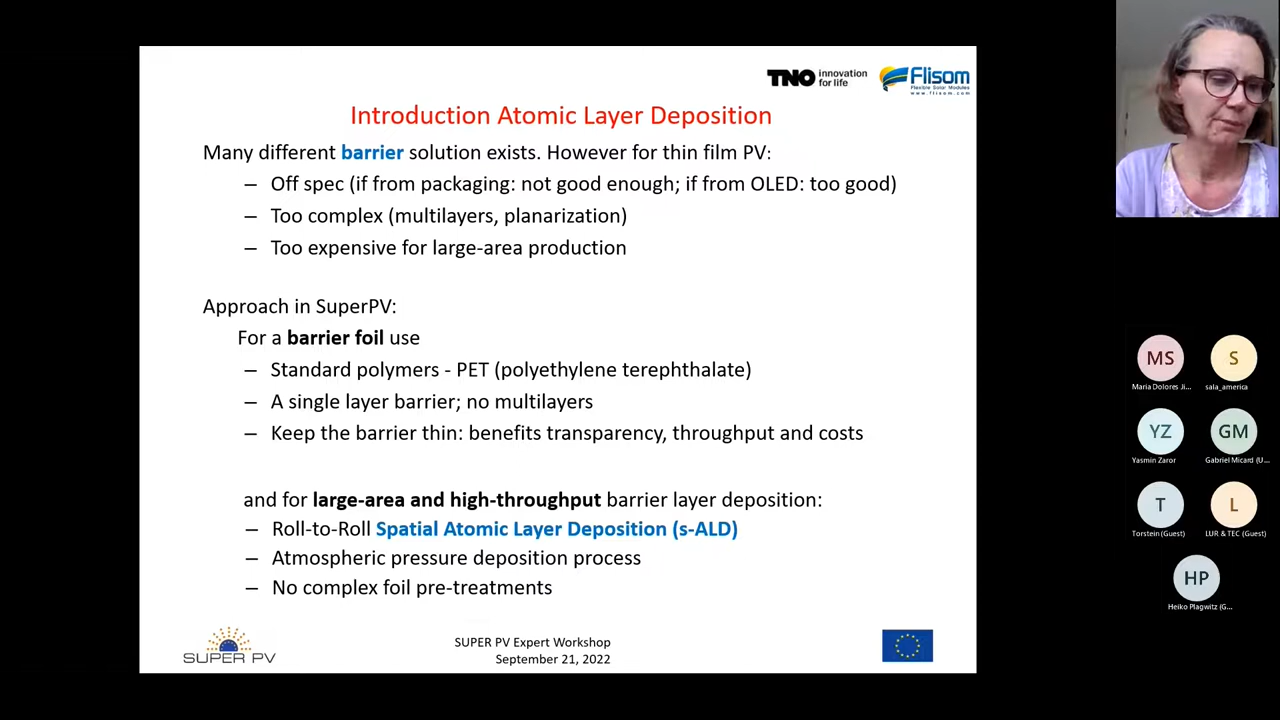 TNO innovation
for life
Flisom
Flexible Solar Modules
www.flisom.com
Introduction Atomic Layer Deposition
Many different barrier solution exists. However for thin film PV:
– Off spec (if from packaging: not good enough; if from OLED: too good)
– Too complex (multilayers, planarization)
– Too expensive for large-area production
Approach in SuperPV:
For a barrier foil use
– Standard polymers - PET (polyethylene terephthalate)
– A single layer barrier; no multilayers
– Keep the barrier thin: benefits transparency, throughput and costs
and for large-area and high-throughput barrier layer deposition:
– Roll-to-Roll Spatial Atomic Layer Deposition (s-ALD)
– Atmospheric pressure deposition process
– No complex foil pre-treatments
SUPER PV
SUPER PV Expert Workshop
September 21, 2022
MS
Maria Dolores Ji...
S
sala_america
YZ
Yasmin Zaror
GM
Gabriel Micard (U...
T
Torstein (Guest)
L
LUR & TEC (Guest)
HP
Heiko Plagwitz (G...